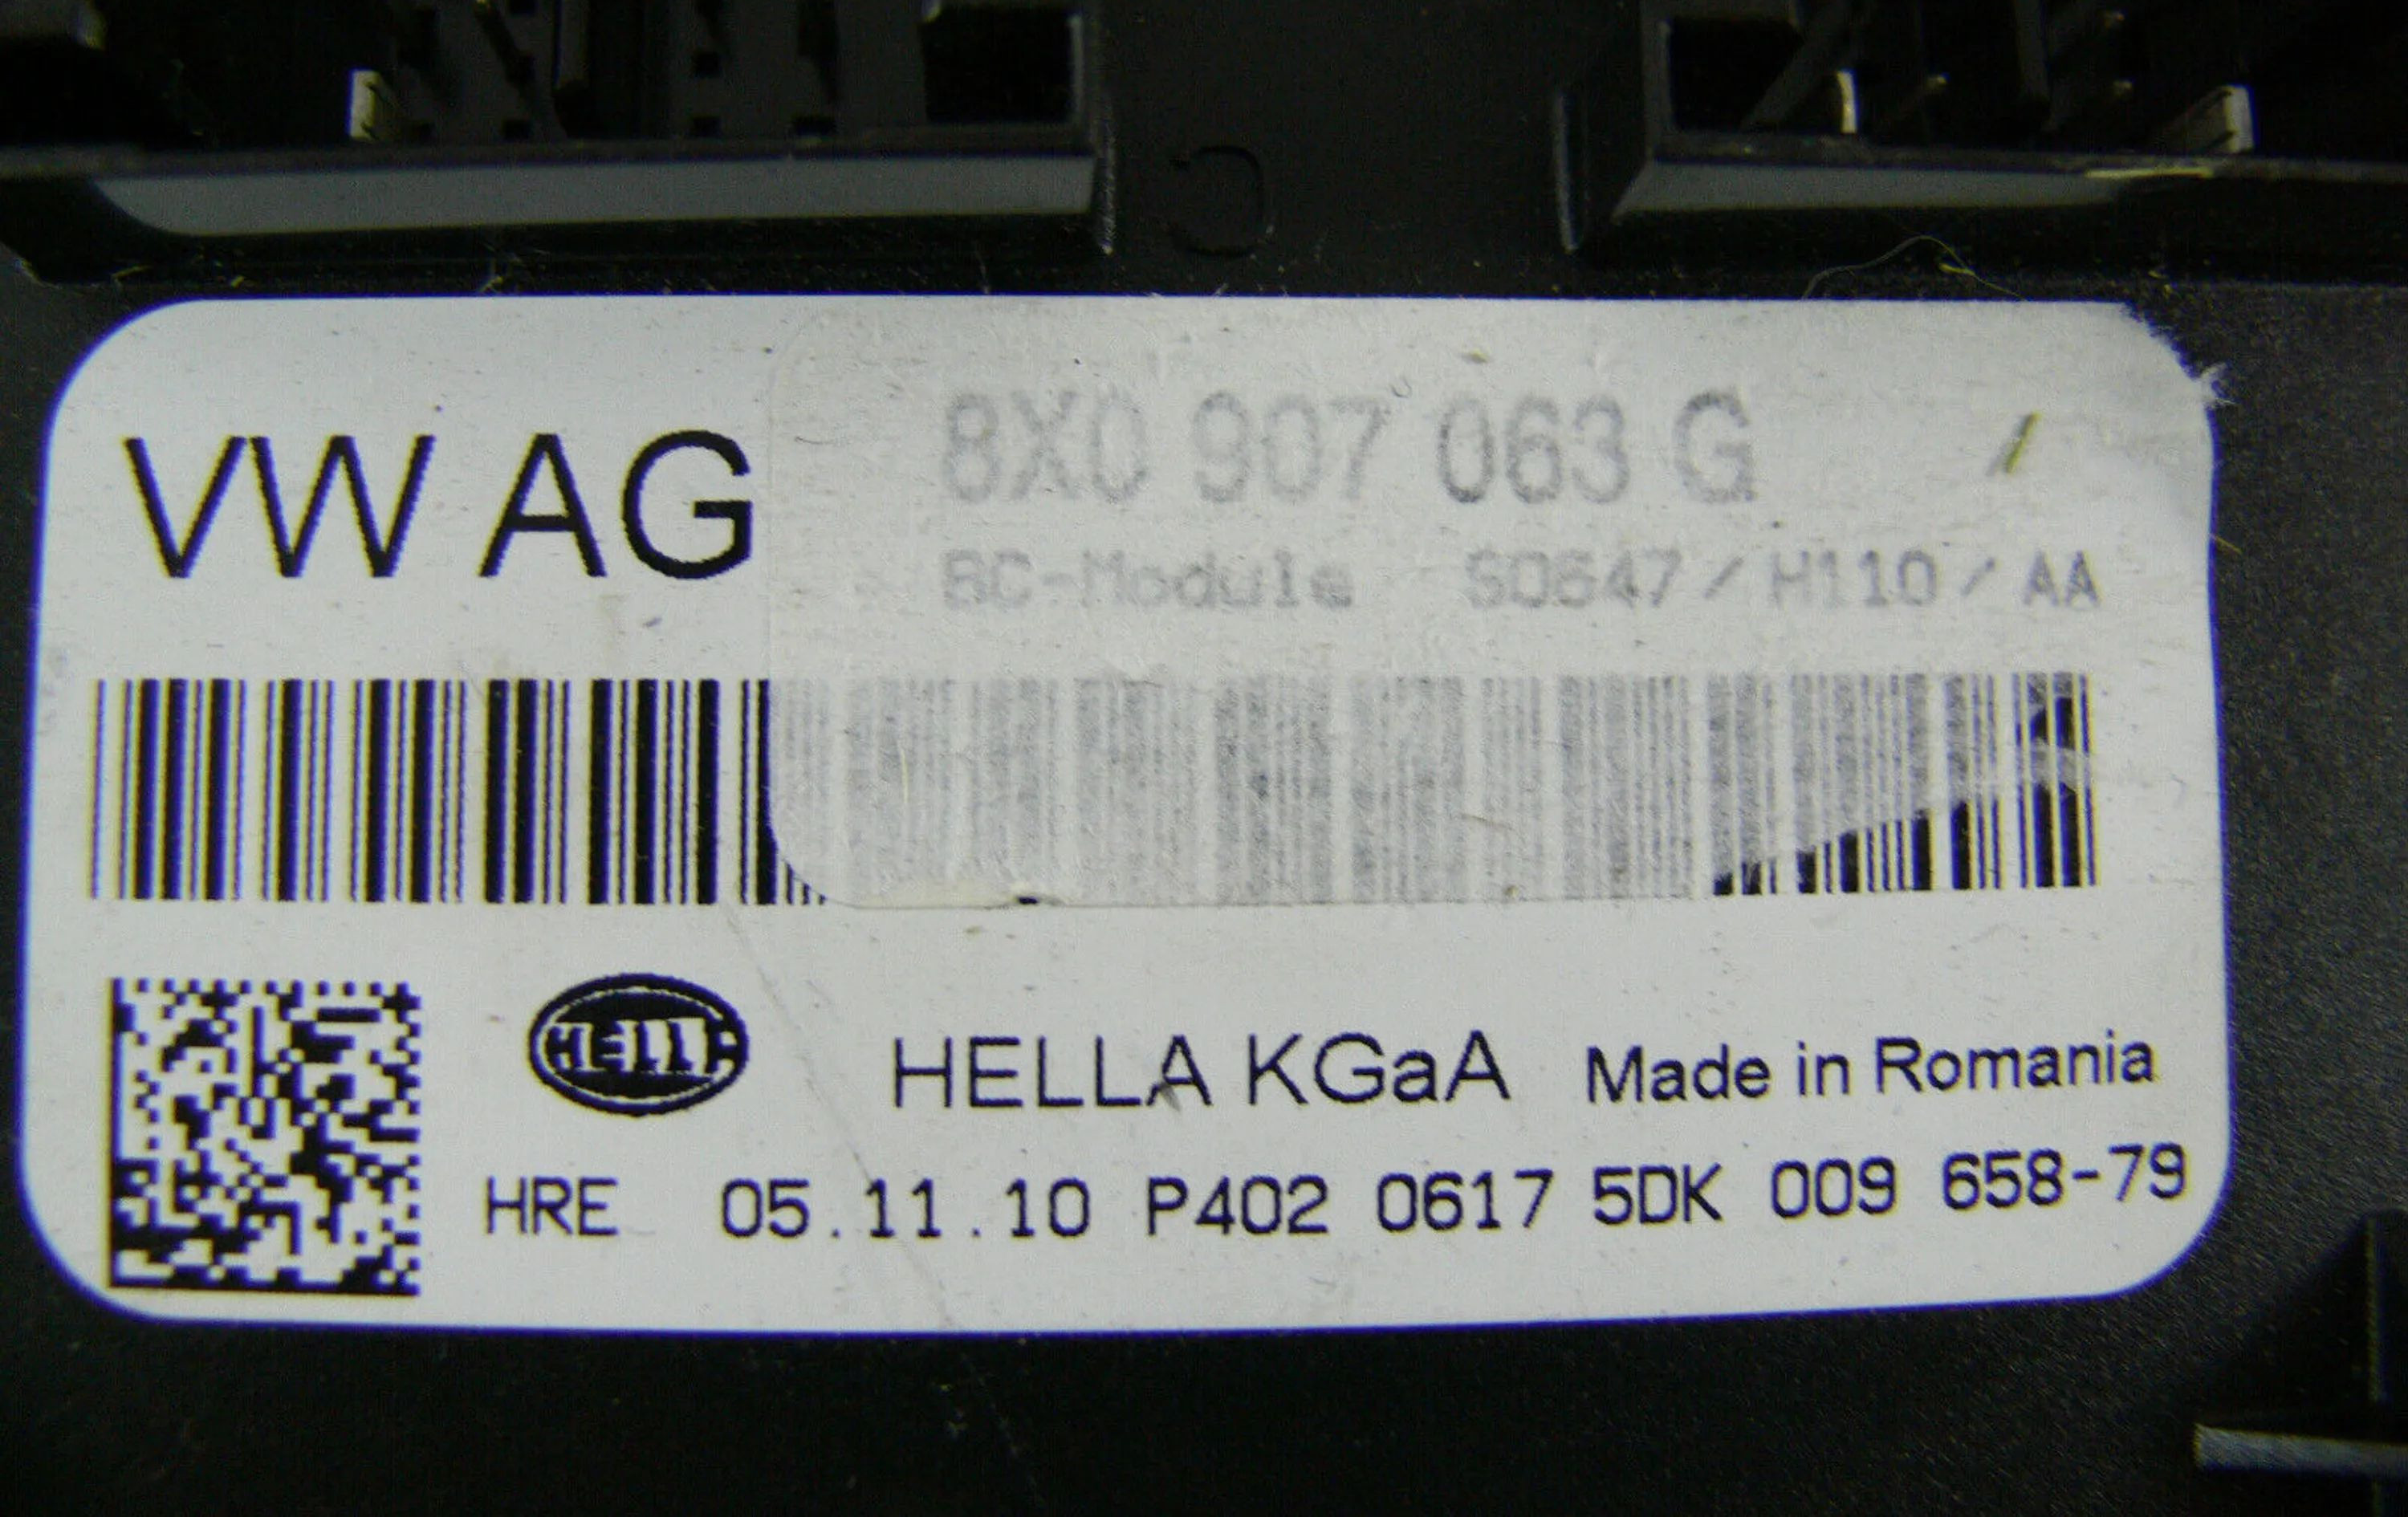 VW AG 8X0 907 063 G
BC-Module S0647 / H110 / AA
HELLA
HELLA KGaA Made in Romania
HRE 05.11.10 P402 0617 5DK 009 658-79